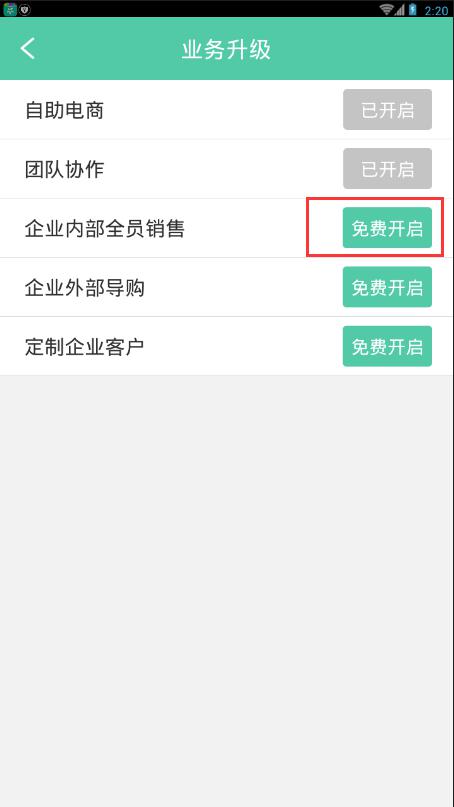 2:20
业务升级
自助电商 已开启
团队协作 已开启
企业内部全员销售 免费开启
企业外部导购 免费开启
定制企业客户 免费开启